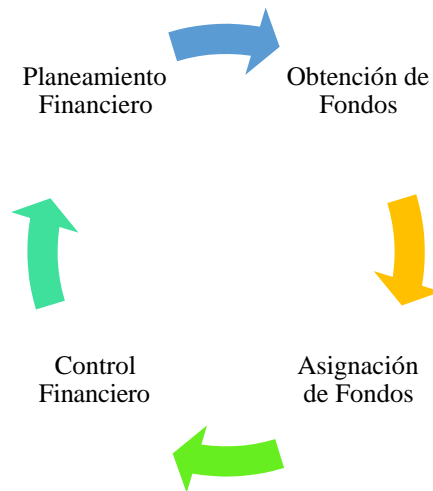 Planeamiento
Financiero
Obtención de
Fondos
Control
Financiero
Asignación
de Fondos